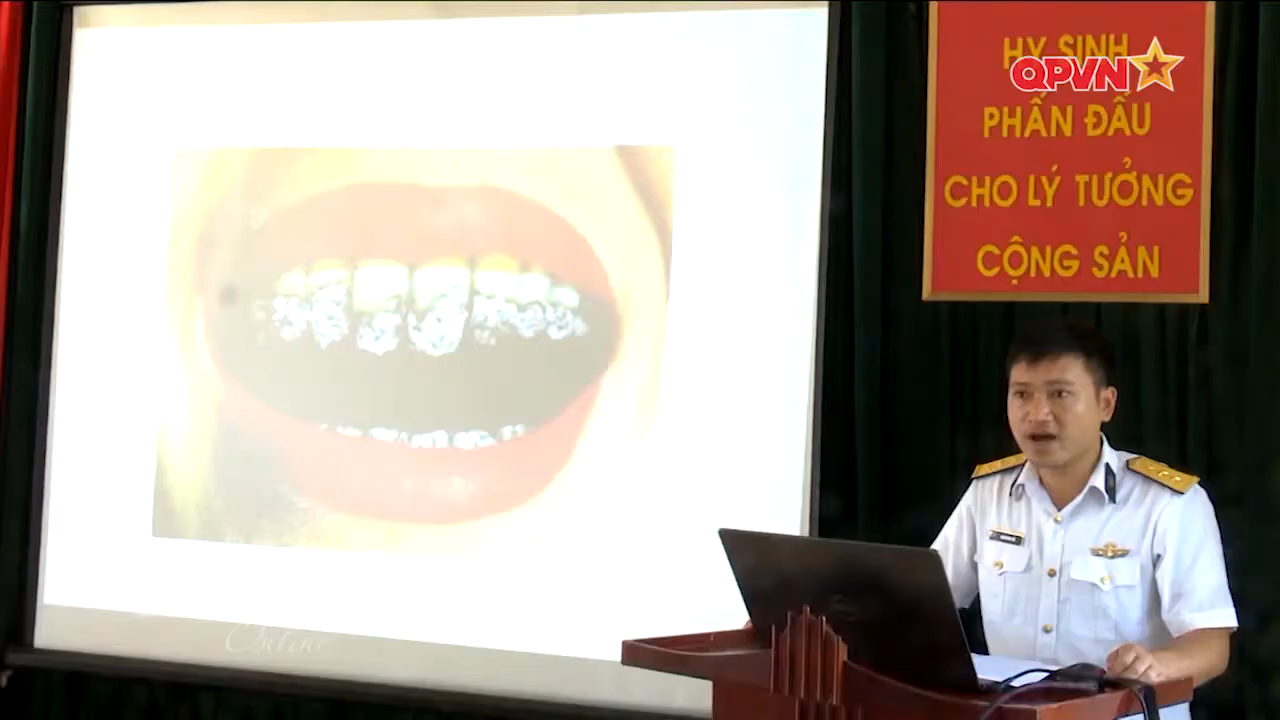 HY SINH
QPVN
PHẤN ĐẤU
CHO LÝ TƯỞNG
CỘNG SẢN